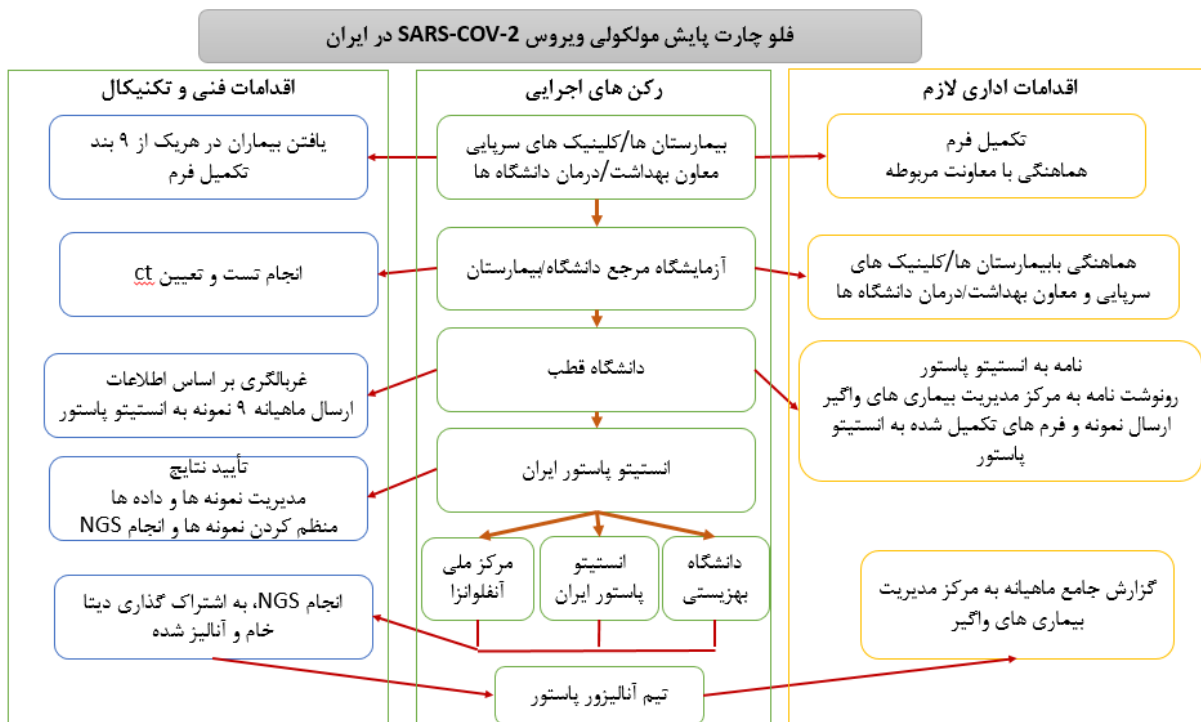 فلو چارت پایش مولکولی ویروس SARS-COV-2 در ایران
اقدامات اداری لازم
تکمیل فرم
هماهنگی با معاونت مربوطه
هماهنگی بابیمارستان ها/کلینیک های
سرپایی و معاون بهداشت/درمان دانشگاه ها
نامه به انستیتو پاستور
رونوشت نامه به مرکز مدیریت بیماری های واگیر
ارسال نمونه و فرم های تکمیل شده به انستیتو
پاستور
گزارش جامع ماهیانه به مرکز مدیریت
بیماری های واگیر
رکن های اجرایی
بیمارستان ها/کلینیک های سرپایی
معاون بهداشت/درمان دانشگاه ها
آزمایشگاه مرجع دانشگاه/بیمارستان
دانشگاه قطب
انستیتو پاستور ایران
دانشگاه
بهزیستی
انستیتو
پاستور ایران
مرکز ملی
آنفلوانزا
تیم آنالیزور پاستور
اقدامات فنی و تکنیکال
یافتن بیماران در هریک از ۹ بند
تکمیل فرم
انجام تست و تعیین ct
غربالگری بر اساس اطلاعات
ارسال ماهیانه ۹ نمونه به انستیتو پاستور
تأیید نتایج
مدیریت نمونه ها و داده ها
منظم کردن نمونه ها و انجام NGS
انجام NGS، به اشتراک گذاری دیتا
خام و آنالیز شده